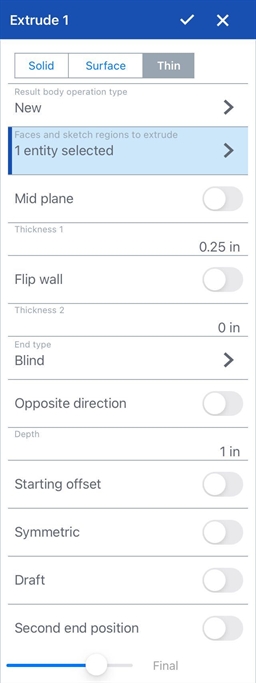 Extrude 1
Solid Surface Thin
Result body operation type
New
Faces and sketch regions to extrude
1 entity selected
Mid plane
Thickness 1
0.25 in
Flip wall
Thickness 2
0 in
End type
Blind
Opposite direction
Depth
1 in
Starting offset
Symmetric
Draft
Second end position
Final